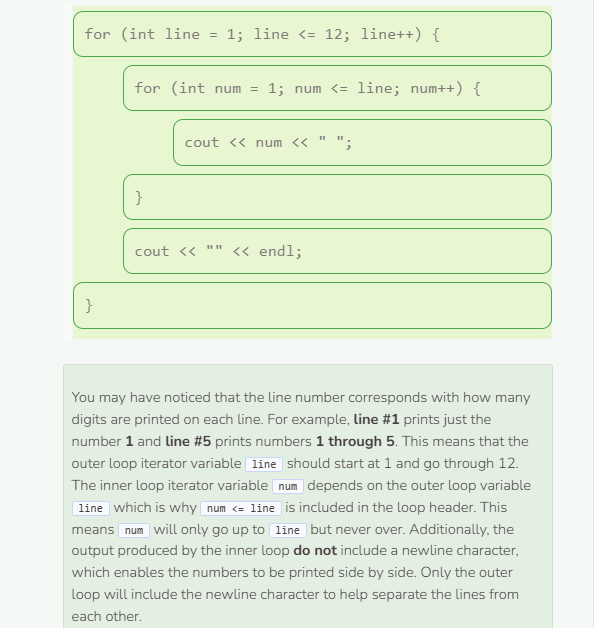 for (int line = 1; line <= 12; line++) {
for (int num = 1; num <= line; num++) {
cout << num << " ";
}
cout << "" << endl;
}
You may have noticed that the line number corresponds with how many
digits are printed on each line. For example, line #1 prints just the
number 1 and line #5 prints numbers 1 through 5. This means that the
outer loop iterator variable line should start at 1 and go through 12.
The inner loop iterator variable num depends on the outer loop variable
line which is why num <= line is included in the loop header. This
means num will only go up to line but never over. Additionally, the
output produced by the inner loop do not include a newline character,
which enables the numbers to be printed side by side. Only the outer
loop will include the newline character to help separate the lines from
each other.